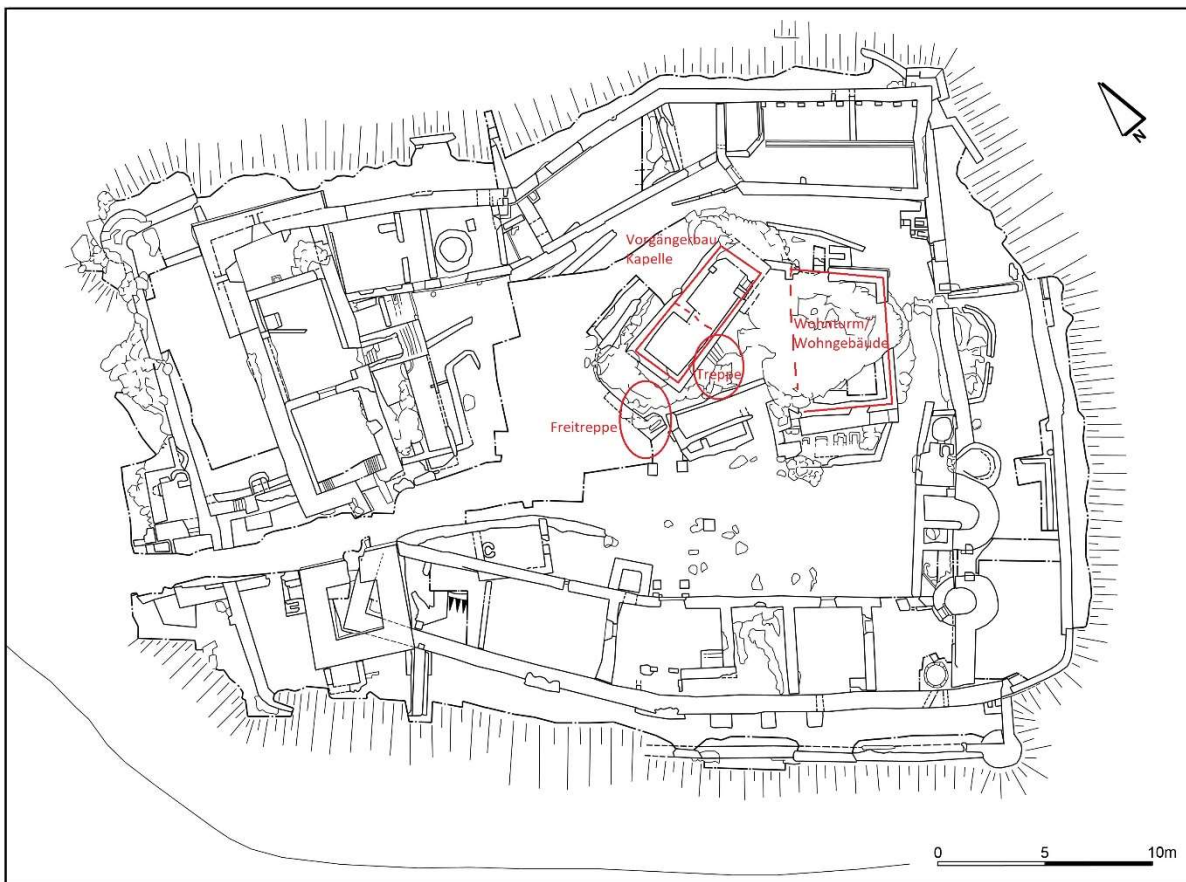 N
Vorgängerbau
Kapelle
Wohnturm/
Wohngebäude
Treppe
Freitreppe
0 5 10m